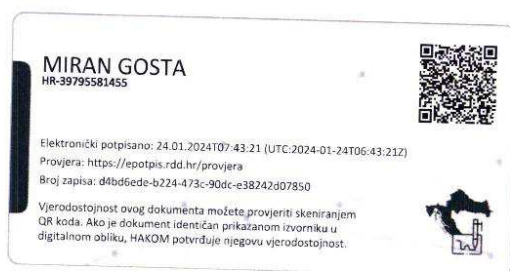 MIRAN GOSTA
HR-39795581455
Elektronički potpisano: 24.01.2024T07:43:21 (UTC:2024-01-24T06:43:21Z)
Provjera: https://epotpis.rdd.hr/provjera
Broj zapisa: d4bd6ede-b224-473c-90dc-e38242d07850
Vjerodostojnost ovog dokumenta možete provjeriti skeniranjem
QR koda. Ako je dokument identičan prikazanom izvorniku u
digitalnom obliku, HAKOM potvrđuje njegovu vjerodostojnost.